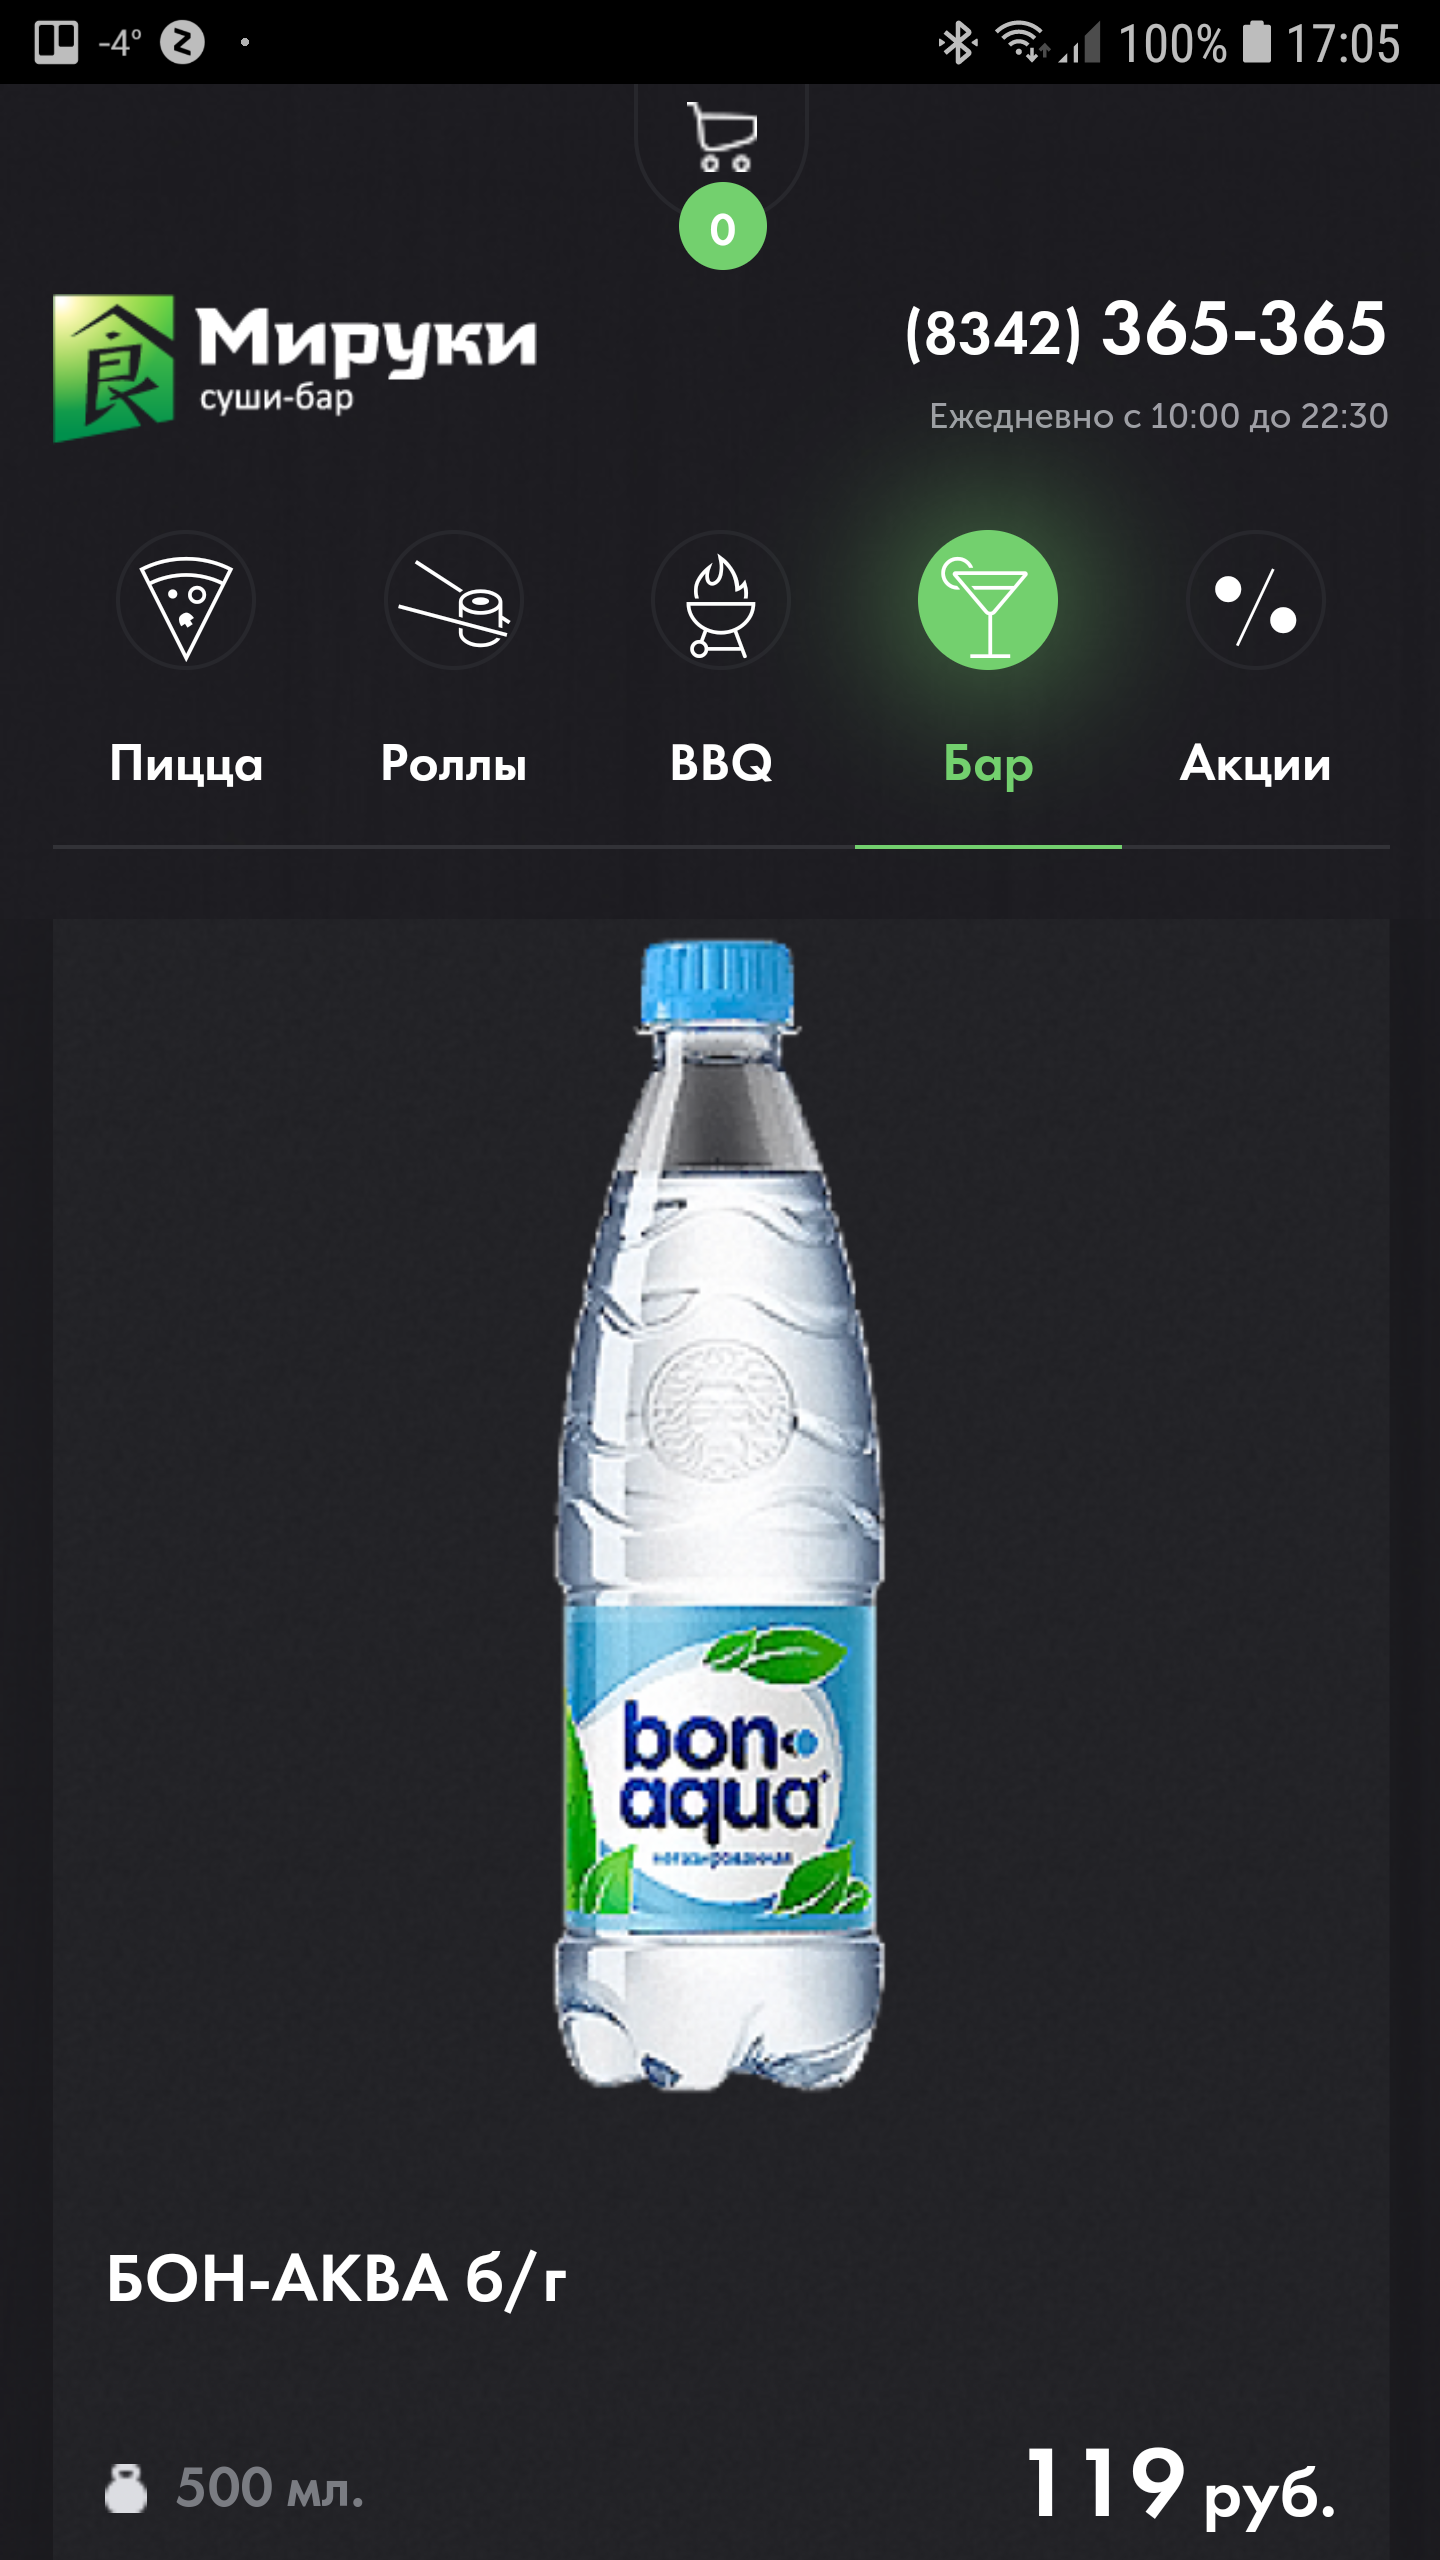 -4° 100% 17:05
0
Мируки
суши-бар
(8342) 365-365
Ежедневно с 10:00 до 22:30
Пицца Роллы BBQ Бар Акции
bon
aqua
негазированная
БОН-АКВА б/г
500 мл. 119 руб.